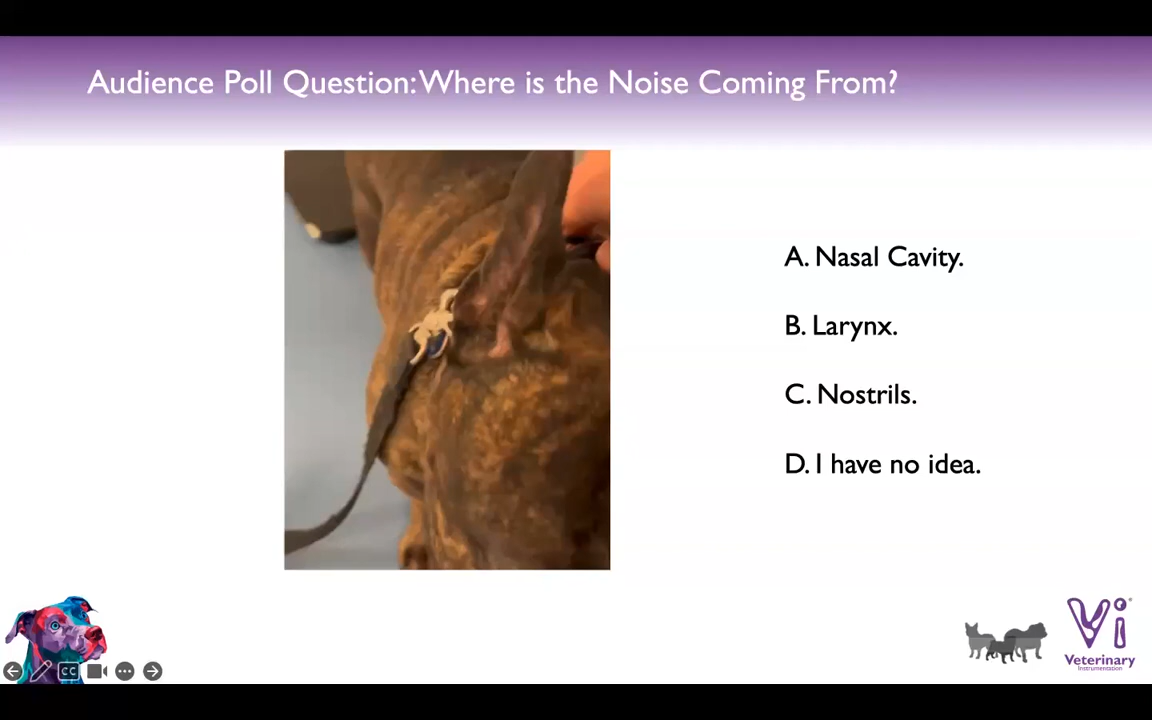 Audience Poll Question: Where is the Noise Coming From?
A. Nasal Cavity.
B. Larynx.
C. Nostrils.
D. I have no idea.
CC
Vi
Veterinary
Instrumentation